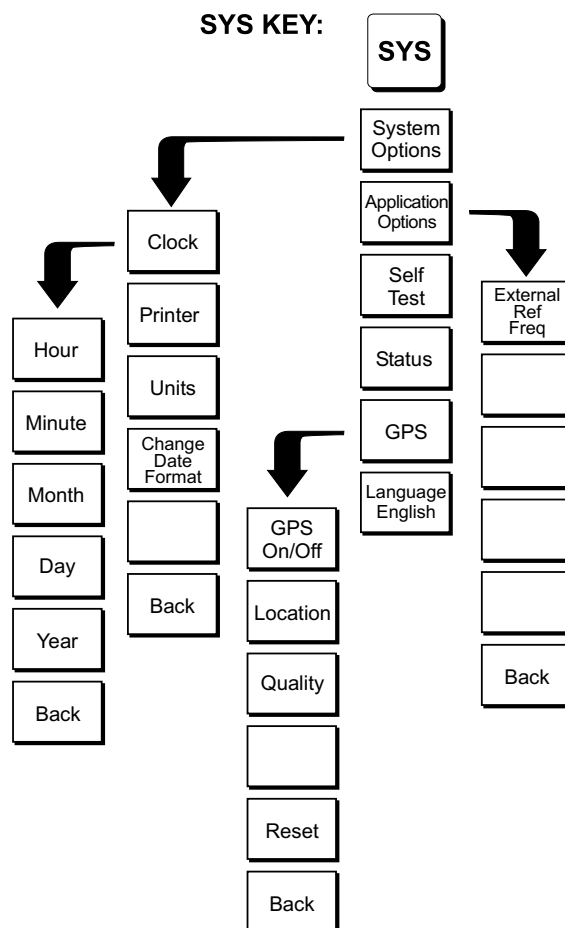 SYS KEY:
SYS
System
Options
Application
Options
Self
Test
Status
GPS
Language
English
Clock
Printer
Units
Change
Date
Format
Back
Hour
Minute
Month
Day
Year
Back
GPS
On/Off
Location
Quality
Reset
Back
External
Ref
Freq
Back